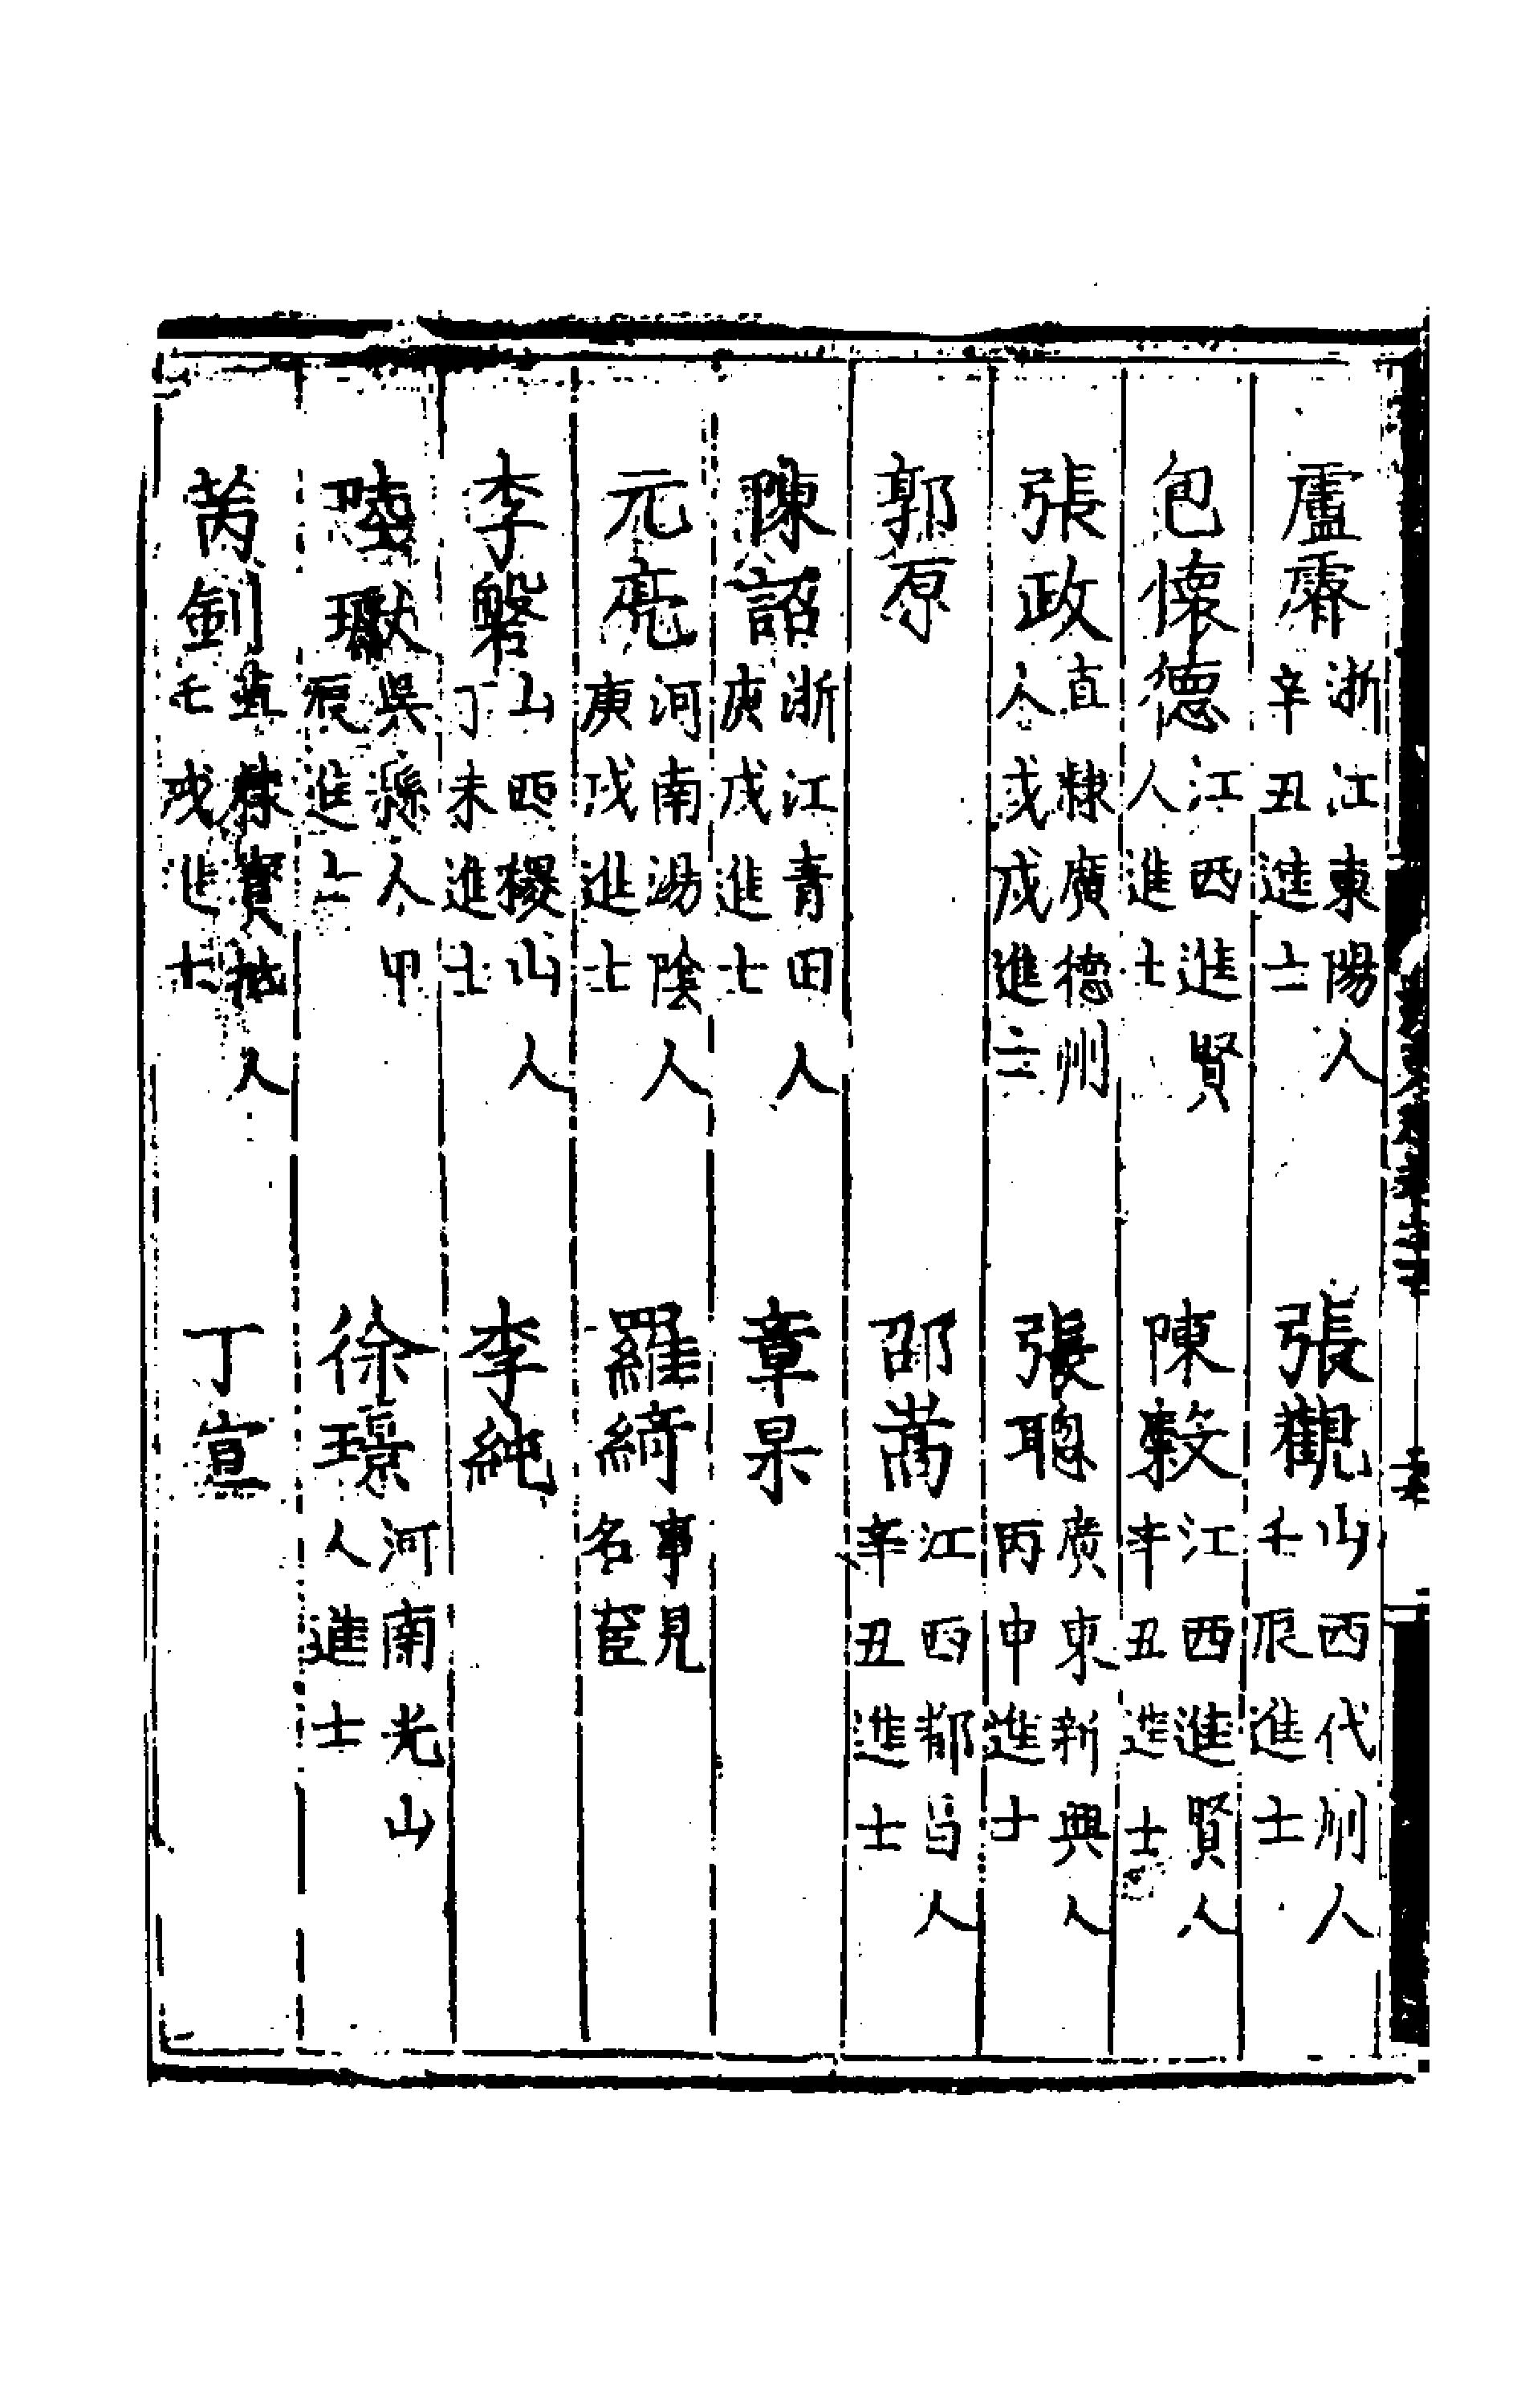 盧睿浙江東陽人辛丑進士　張觀山西代州人壬辰進士
包懷德江西進賢人進士　陳㝅江西進賢人辛丑進士
張政直隸廣德州人戊戌進士　張聰廣東新興人丙申進士
郭原　邵嵩江西都昌人辛丑進士
陳詔浙江青田人庚戌進士　章杲
元亮河南湯陰人庚戌進士　羅綺事見名臣
李磐山西稷山人丁未進士　李純
陸瓛吳縣人甲辰進士　徐璟河南光山人進士
芮釗直隸寶坻人壬戌進士　丁宣